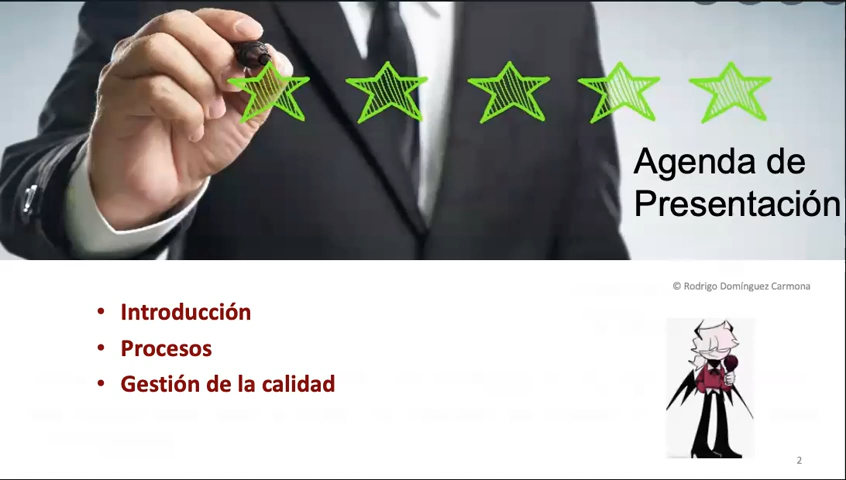 Agenda de
Presentación
© Rodrigo Domínguez Carmona
• Introducción
• Procesos
• Gestión de la calidad
2